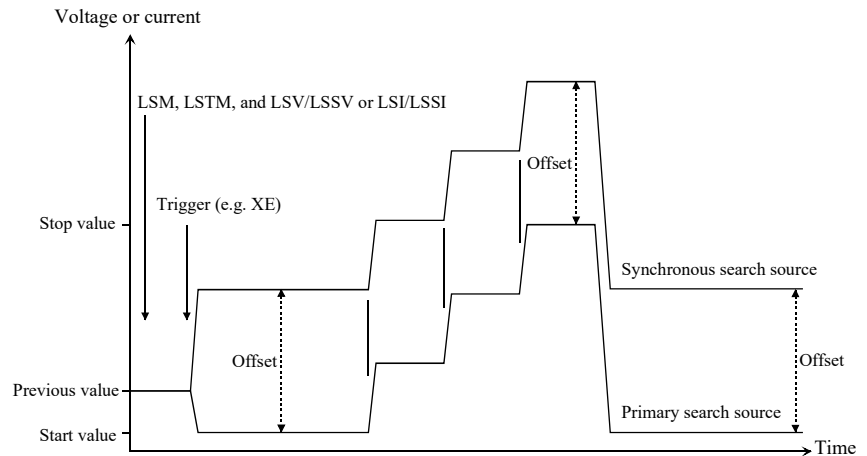 Voltage or current
LSM, LSTM, and LSV/LSSV or LSI/LSSI
Trigger (e.g. XE)
Offset
Stop value
Synchronous search source
Offset
Offset
Previous value
Primary search source
Start value
Time